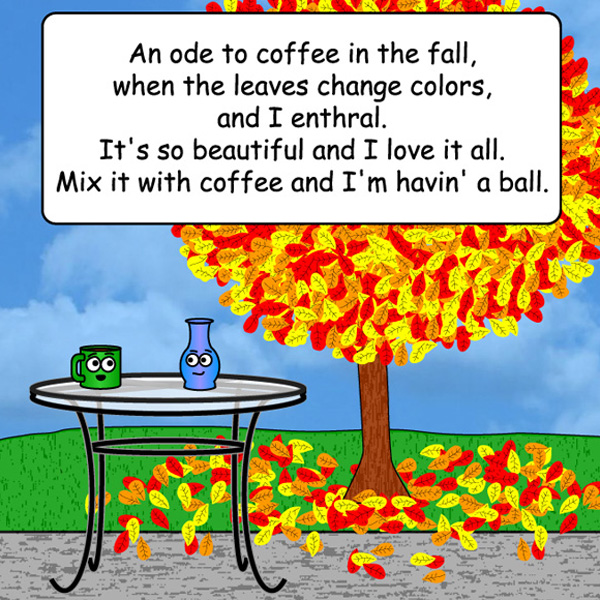 An ode to coffee in the fall,
when the leaves change colors,
and I enthral.
It's so beautiful and I love it all.
Mix it with coffee and I'm havin' a ball.